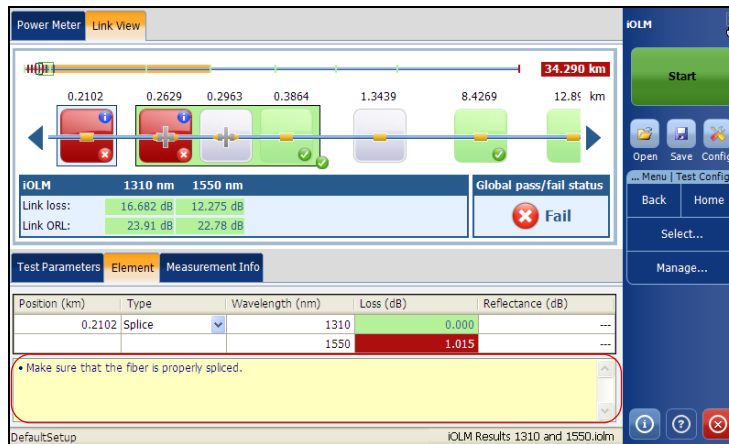 Power Meter Link View
iOLM
34.290 km
Start
0.2102 0.2629 0.2963 0.3864 1.3439 8.4269 12.89 km
Open Save Config
... Menu | Test Config
Back Home
Select...
Manage...
iOLM 1310 nm 1550 nm Global pass/fail status
Link loss: 16.682 dB 12.275 dB
Link ORL: 23.91 dB 22.78 dB
Fail
Test Parameters Element Measurement Info
Position (km) Type Wavelength (nm) Loss (dB) Reflectance (dB)
0.2102 Splice 1310 0.000 ---
1550 1.015 ---
• Make sure that the fiber is properly spliced.
DefaultSetup iOLM Results 1310 and 1550.iolm